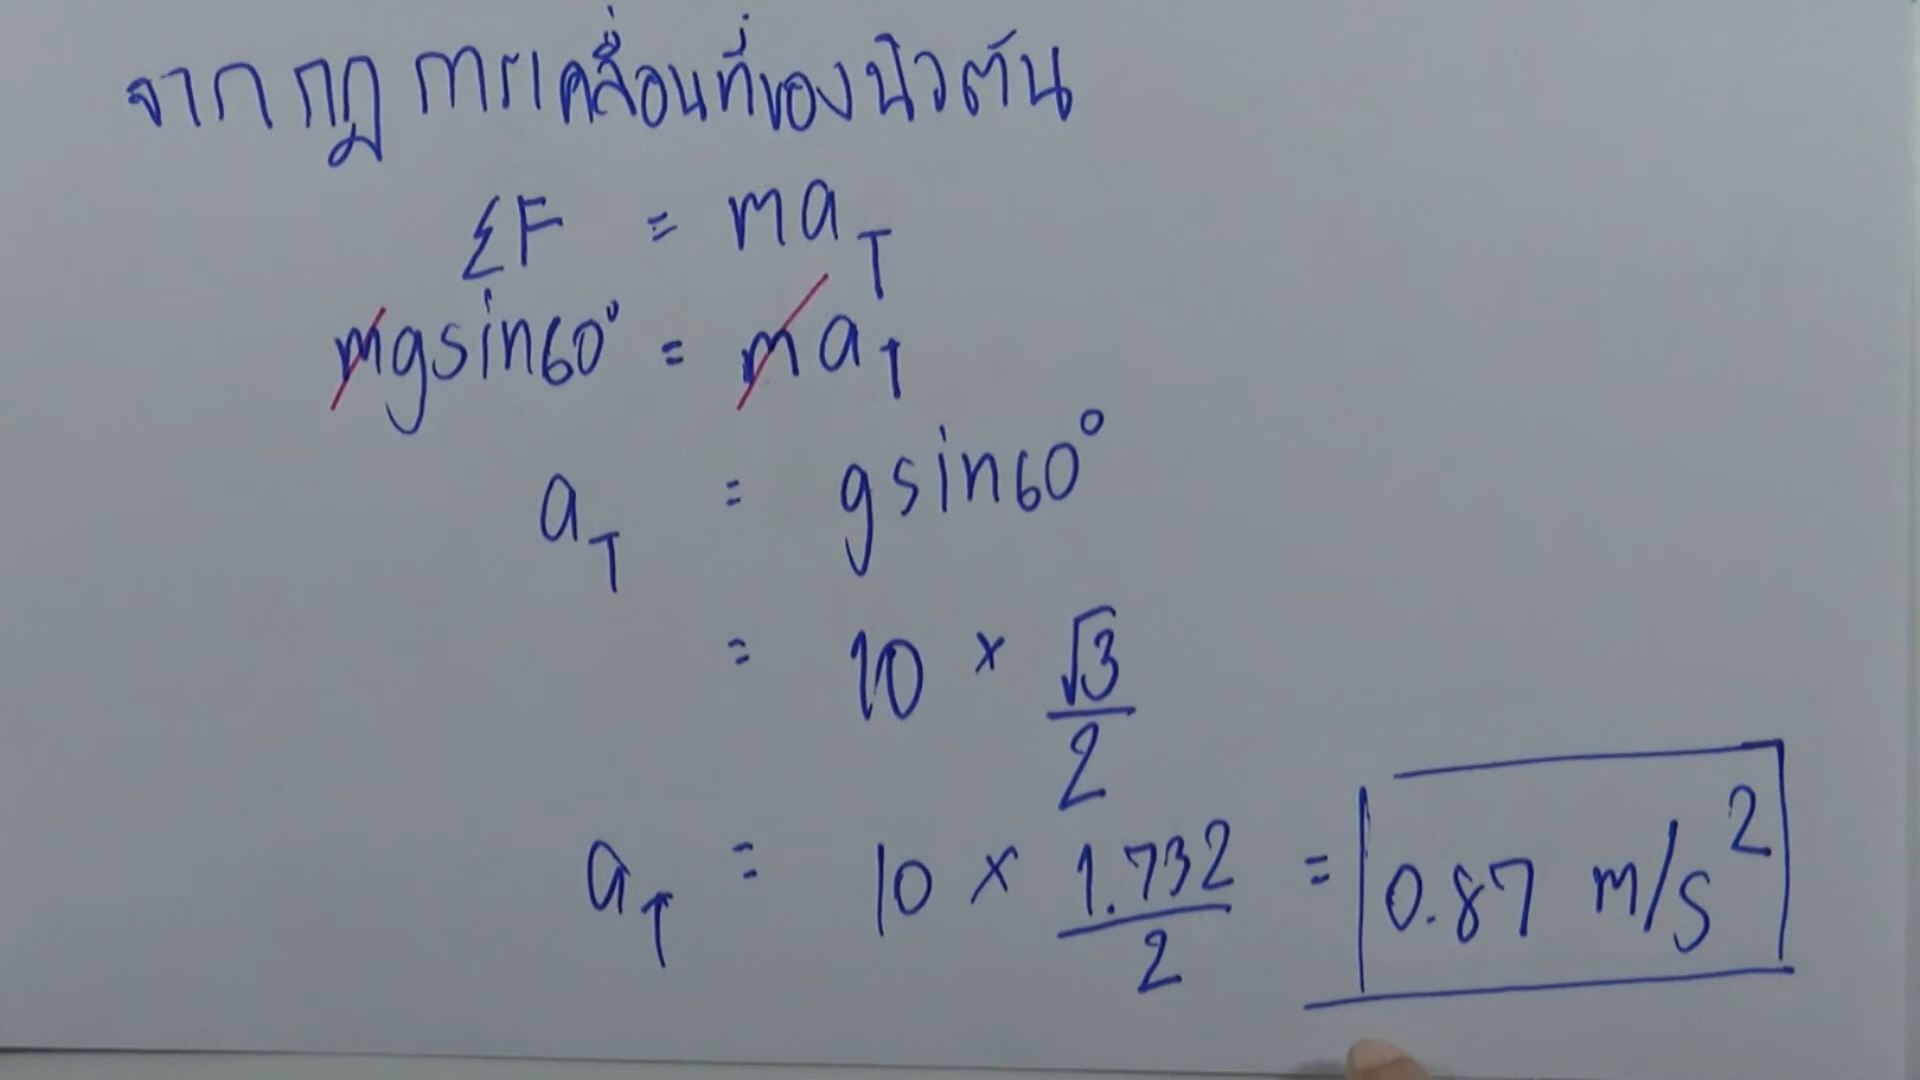 จากกฎการเคลื่อนที่ของนิวตัน
ΣF = ma_T
mgsin60° = ma_T
a_T = gsin60°
= 10 × √3/2
a_T = 10 × 1.732/2 = 0.87 m/s²